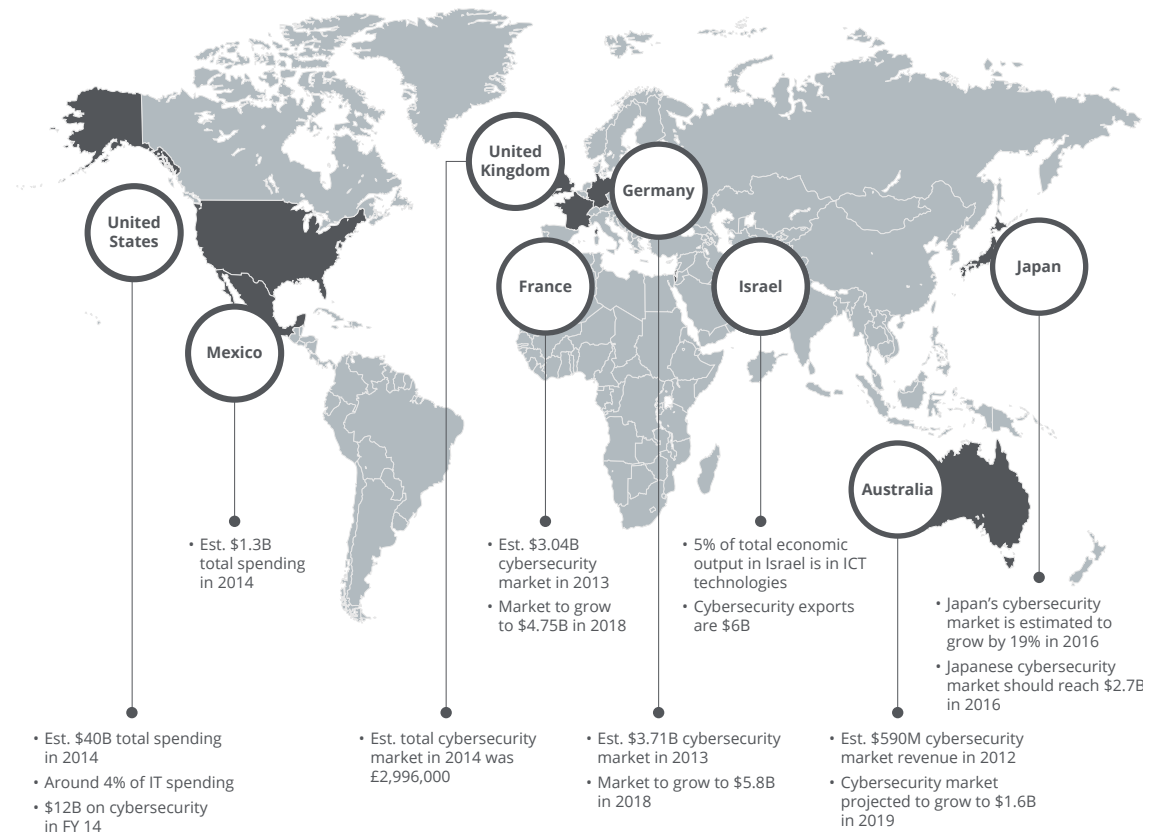 United
Kingdom
Germany
United
States
France
Israel
Japan
Mexico
Australia
• Est. $1.3B
total spending
in 2014
• Est. $3.04B
cybersecurity
market in 2013
• Market to grow
to $4.75B in 2018
• 5% of total economic
output in Israel is in ICT
technologies
• Cybersecurity exports
are $6B
• Japan’s cybersecurity
market is estimated to
grow by 19% in 2016
• Japanese cybersecurity
market should reach $2.7B
in 2016
• Est. $40B total spending
in 2014
• Around 4% of IT spending
• $12B on cybersecurity
in FY 14
• Est. total cybersecurity
market in 2014 was
£2,996,000
• Est. $3.71B cybersecurity
market in 2013
• Market to grow to $5.8B
in 2018
• Est. $590M cybersecurity
market revenue in 2012
• Cybersecurity market
projected to grow to $1.6B
in 2019